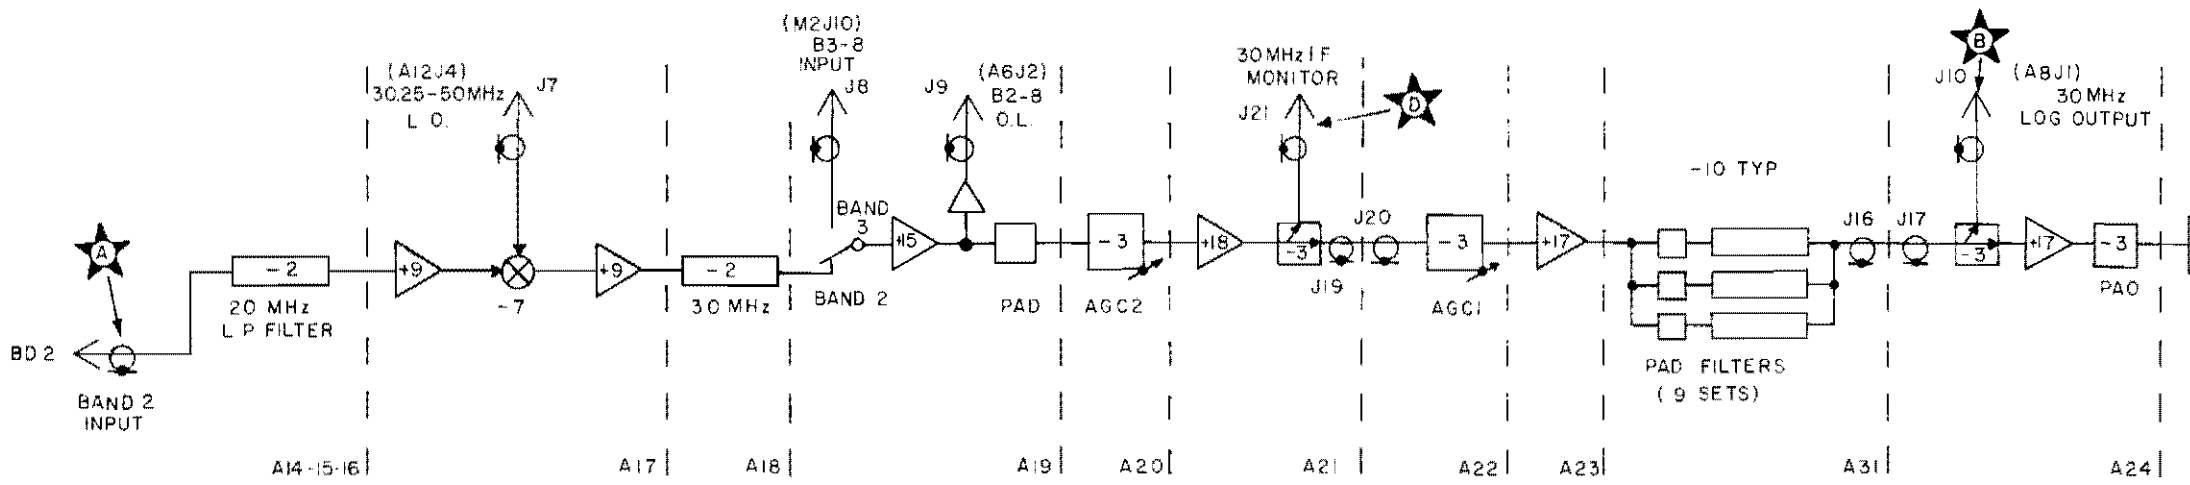 (M2J10)
B3-8
INPUT
(A12J4)
30.25-50MHz
L O.
J7
J8
J9
(A6J2)
B2-8
O.L.
30MHz IF
MONITOR
J21
D
B
J10
(A8J1)
30 MHz
LOG OUTPUT
-10 TYP
A
BD 2
BAND 2
INPUT
-2
20 MHz
L P FILTER
+9
-7
+9
-2
30 MHz
BAND
3
BAND 2
+15
PAD
-3
AGC2
+18
-3
J19
J20
-3
AGC1
+17
PAD FILTERS
( 9 SETS)
J16
J17
-3
+17
-3
PAD
A14-15-16
A17
A18
A19
A20
A21
A22
A23
A31
A24